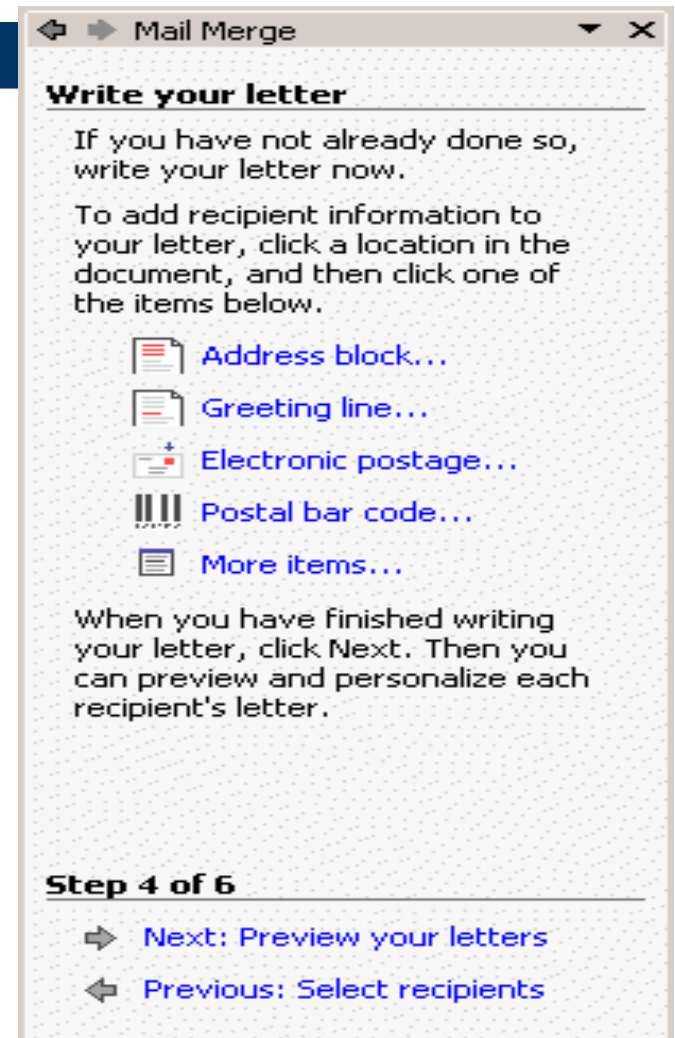 Mail Merge
Write your letter
If you have not already done so,
write your letter now.
To add recipient information to
your letter, click a location in the
document, and then click one of
the items below.
Address block...
Greeting line...
Electronic postage...
Postal bar code...
More items...
When you have finished writing
your letter, click Next. Then you
can preview and personalize each
recipient's letter.
Step 4 of 6
Next: Preview your letters
Previous: Select recipients